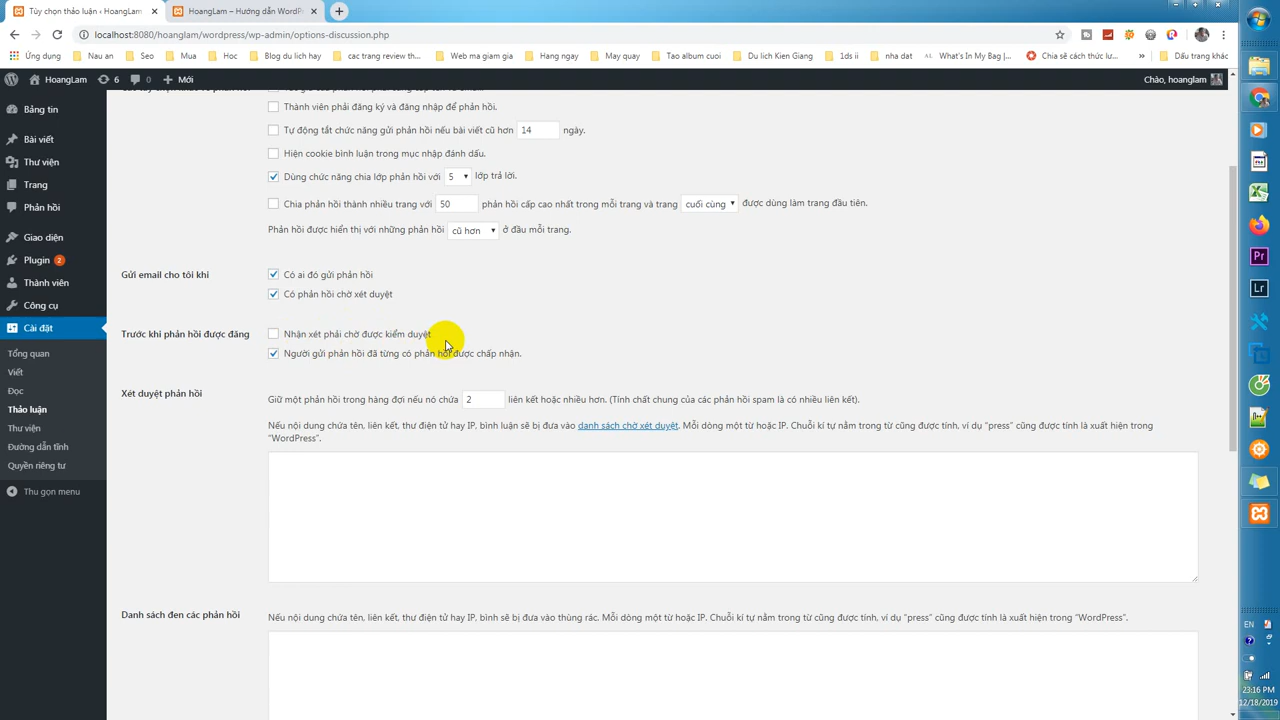 Tùy chọn thảo luận ‹ HoangLam
HoangLam – Hướng dẫn WordP
localhost:8080/hoanglam/wordpress/wp-admin/options-discussion.php
Ứng dụng
Nau an
Blog du lich hay
cac trang review th...
Mua
Hoc
Web ma giam gia
Hang ngay
May quay
Tao album cuoi
Du lich Kien Giang
1ds ii
nha dat
What's In My Bag |...
Chia sẻ cách thức lư...
»
Dấu trang khác
HoangLam
6
0
Mới
Chào, hoanglam
Bảng tin
Bài viết
Thư viện
Trang
Phản hồi
Giao diện
Plugin 2
Thành viên
Công cụ
Cài đặt
Tổng quan
Viết
Đọc
Thảo luận
Thư viện
Đường dẫn tĩnh
Quyền riêng tư
Thu gọn menu
Thành viên phải đăng ký và đăng nhập để phản hồi.
Tự động tắt chức năng gửi phản hồi nếu bài viết cũ hơn 14 ngày.
Hiện cookie bình luận trong mục nhập đánh dấu.
Dùng chức năng chia lớp phản hồi với 5 lớp trả lời.
Chia phản hồi thành nhiều trang với 50 phản hồi cấp cao nhất trong mỗi trang và trang cuối cùng được dùng làm trang đầu tiên.
Phản hồi được hiển thị với những phản hồi cũ hơn ở đầu mỗi trang.
Gửi email cho tôi khi
Có ai đó gửi phản hồi
Có phản hồi chờ xét duyệt
Trước khi phản hồi được đăng
Nhận xét phải chờ được kiểm duyệt
Người gửi phản hồi đã từng có phản hồi được chấp nhận.
Xét duyệt phản hồi
Giữ một phản hồi trong hàng đợi nếu nó chứa 2 liên kết hoặc nhiều hơn. (Tính chất chung của các phản hồi spam là có nhiều liên kết).
Nếu nội dung chứa tên, liên kết, thư điện tử hay IP, bình luận sẽ bị đưa vào danh sách chờ xét duyệt. Mỗi dòng một từ hoặc IP. Chuỗi kí tự nằm trong từ cũng được tính, ví dụ “press” cũng được tính là xuất hiện trong
“WordPress”.
Danh sách đen các phản hồi
Nếu nội dung chứa tên, liên kết, thư điện tử hay IP, bình sẽ bị đưa vào thùng rác. Mỗi dòng một từ hoặc IP. Chuỗi kí tự nằm trong từ cũng được tính, ví dụ “press” cũng được tính là xuất hiện trong “WordPress”.
Pr
Lr
EN
23:16 PM
12/18/2019